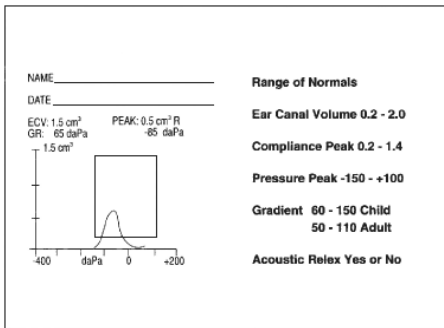 NAME
DATE
ECV: 1.5 cm³ PEAK: 0.5 cm³ R
GR: 65 daPa -85 daPa
1.5 cm³
-400 daPa 0 +200
Range of Normals
Ear Canal Volume 0.2 - 2.0
Compliance Peak 0.2 - 1.4
Pressure Peak -150 - +100
Gradient 60 - 150 Child
50 - 110 Adult
Acoustic Relex Yes or No